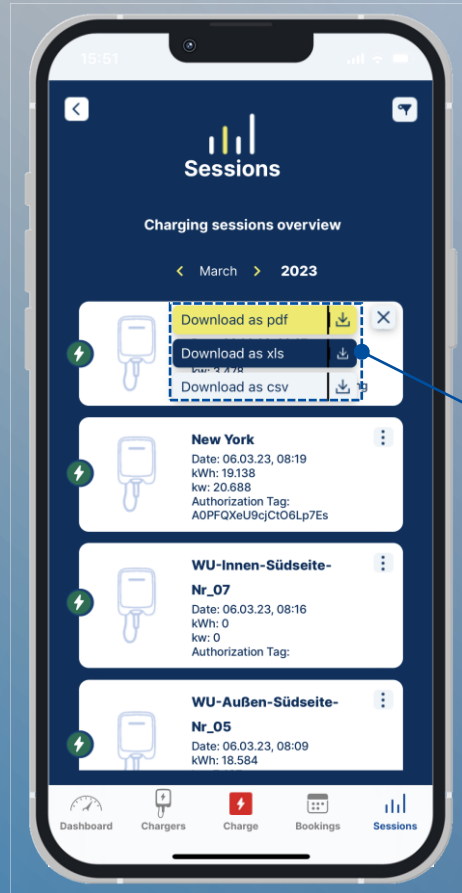 15:51
Sessions
Charging sessions overview
March 2023
Download as pdf
Download as xls
kw: 3.478
Download as csv
New York
Date: 06.03.23, 08:19
kWh: 19.138
kw: 20.688
Authorization Tag:
A0PFQXeU9cjCtO6Lp7Es
WU-Innen-Südseite-
Nr_07
Date: 06.03.23, 08:16
kWh: 0
kw: 0
Authorization Tag:
WU-Außen-Südseite-
Nr_05
Date: 06.03.23, 08:09
kWh: 18.584
Dashboard Chargers Charge Bookings Sessions